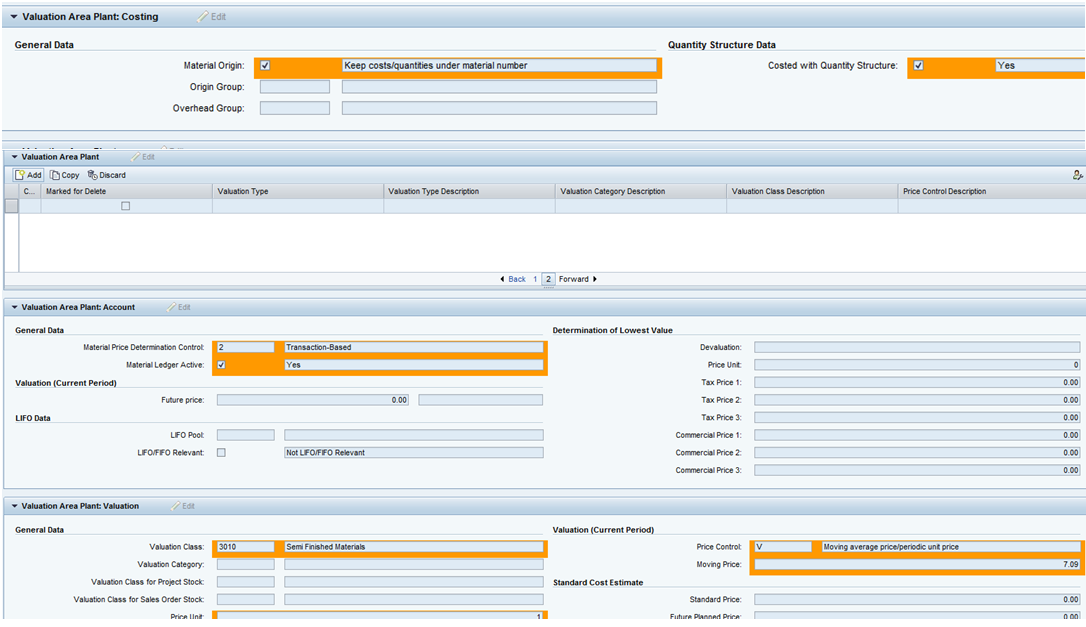 Valuation Area Plant: Costing Edit
General Data Quantity Structure Data
Material Origin: Keep costs/quantities under material number Costed with Quantity Structure: Yes
Origin Group:
Overhead Group:
Valuation Area Plant Edit
Add Copy Discard
C... Marked for Delete Valuation Type Valuation Type Description Valuation Category Description Valuation Class Description Price Control Description
Back 1 2 Forward
Valuation Area Plant: Account Edit
General Data Determination of Lowest Value
Material Price Determination Control: 2 Transaction-Based Devaluation:
Material Ledger Active: Yes Price Unit: 0
Valuation (Current Period) Tax Price 1: 0.00
Future price: 0.00 Tax Price 2: 0.00
LIFO Data Tax Price 3: 0.00
LIFO Pool: Commercial Price 1: 0.00
LIFO/FIFO Relevant: Not LIFO/FIFO Relevant Commercial Price 2: 0.00
Commercial Price 3: 0.00
Valuation Area Plant: Valuation Edit
General Data Valuation (Current Period)
Valuation Class: 3010 Semi Finished Materials Price Control: V Moving average price/periodic unit price
Valuation Category: Moving Price: 7.09
Valuation Class for Project Stock: Standard Cost Estimate
Valuation Class for Sales Order Stock: Standard Price: 0.00
Price Unit: 1 Future Planned Price: 0.00